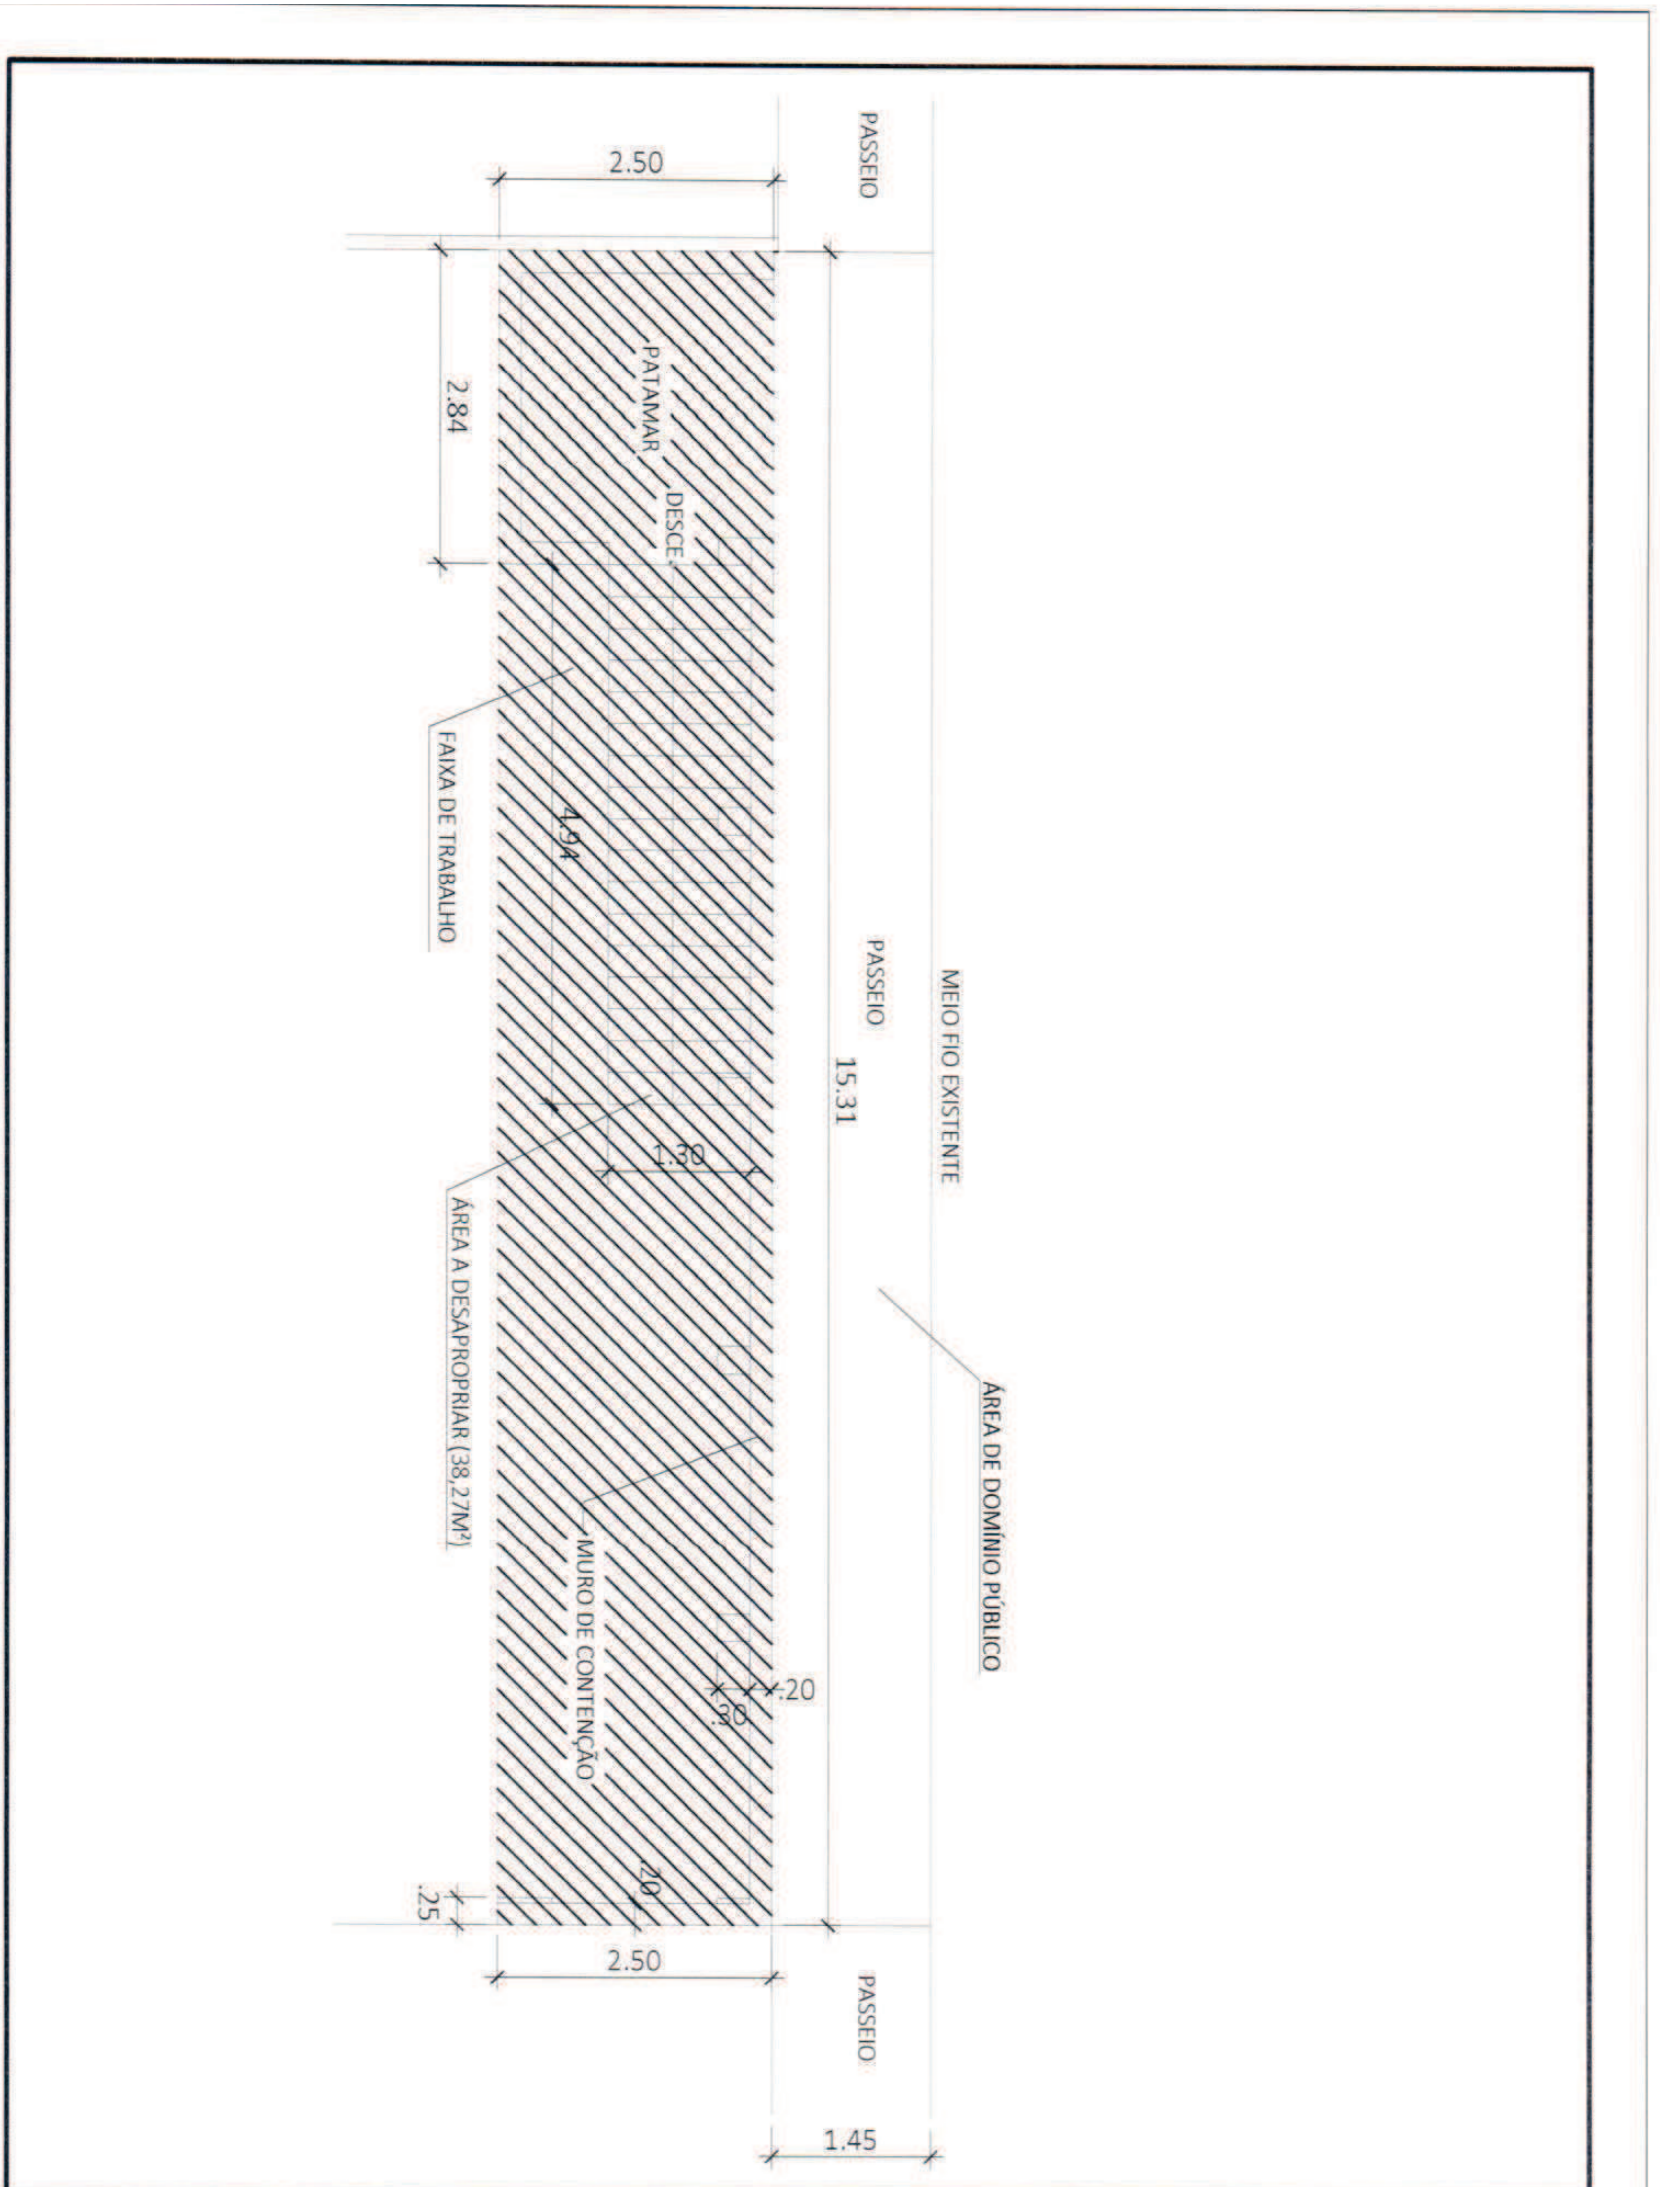 PASSEIO
2.50
2.84
PATAMAR
DESCE
FAIXA DE TRABALHO
4.94
PASSEIO
MEIO FIO EXISTENTE
15.31
1.30
ÁREA A DESAPROPRIAR (38,27M²)
ÁREA DE DOMÍNIO PÚBLICO
MURO DE CONTENÇÃO
.20
.30
.20
.25
2.50
PASSEIO
1.45